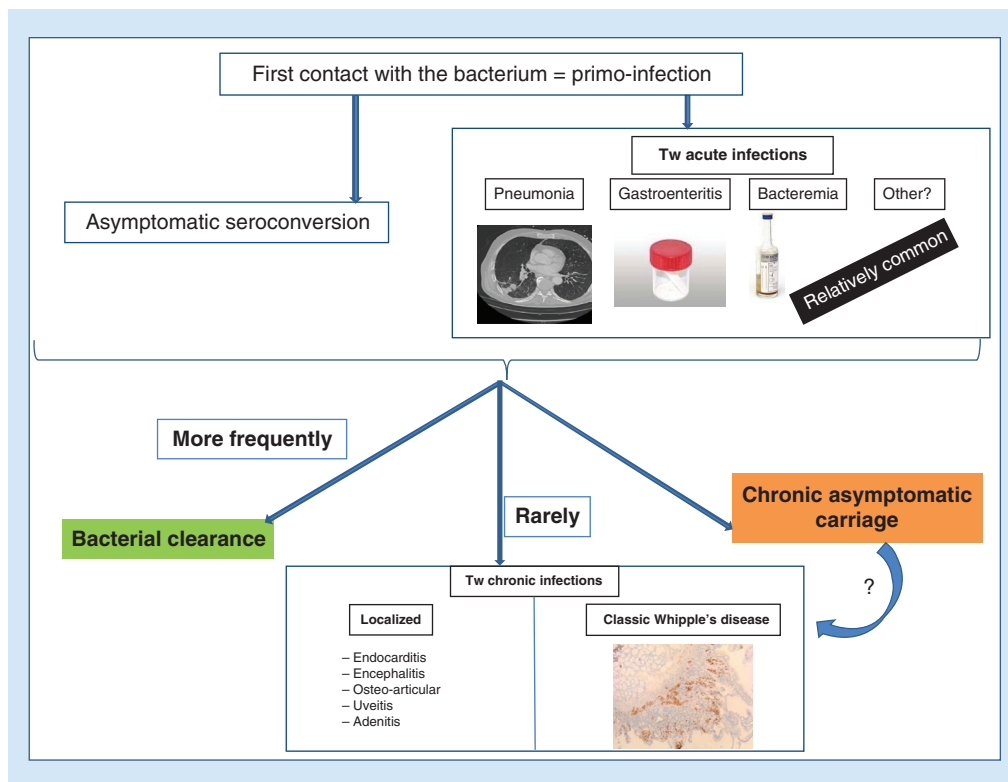 First contact with the bacterium = primo-infection
Tw acute infections
Pneumonia
Gastroenteritis
Bacteremia
Other?
Asymptomatic seroconversion
Relatively common
More frequently
Rarely
Chronic asymptomatic
carriage
Bacterial clearance
?
Tw chronic infections
Localized
Classic Whipple's disease
– Endocarditis
– Encephalitis
– Osteo-articular
– Uveitis
– Adenitis